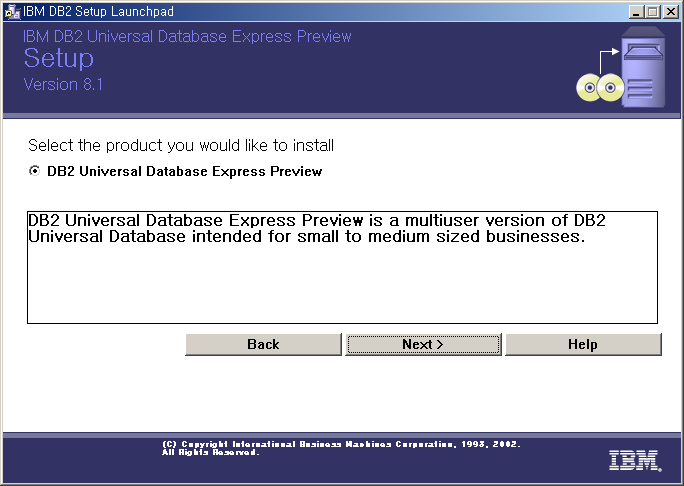 IBM DB2 Setup Launchpad
IBM DB2 Universal Database Express Preview
Setup
Version 8.1
Select the product you would like to install
DB2 Universal Database Express Preview
DB2 Universal Database Express Preview is a multiuser version of DB2
Universal Database intended for small to medium sized businesses.
Back
Next >
Help
(C) Copyright International Business Machines Corporation, 1993, 2002.
All Rights Reserved.
IBM.